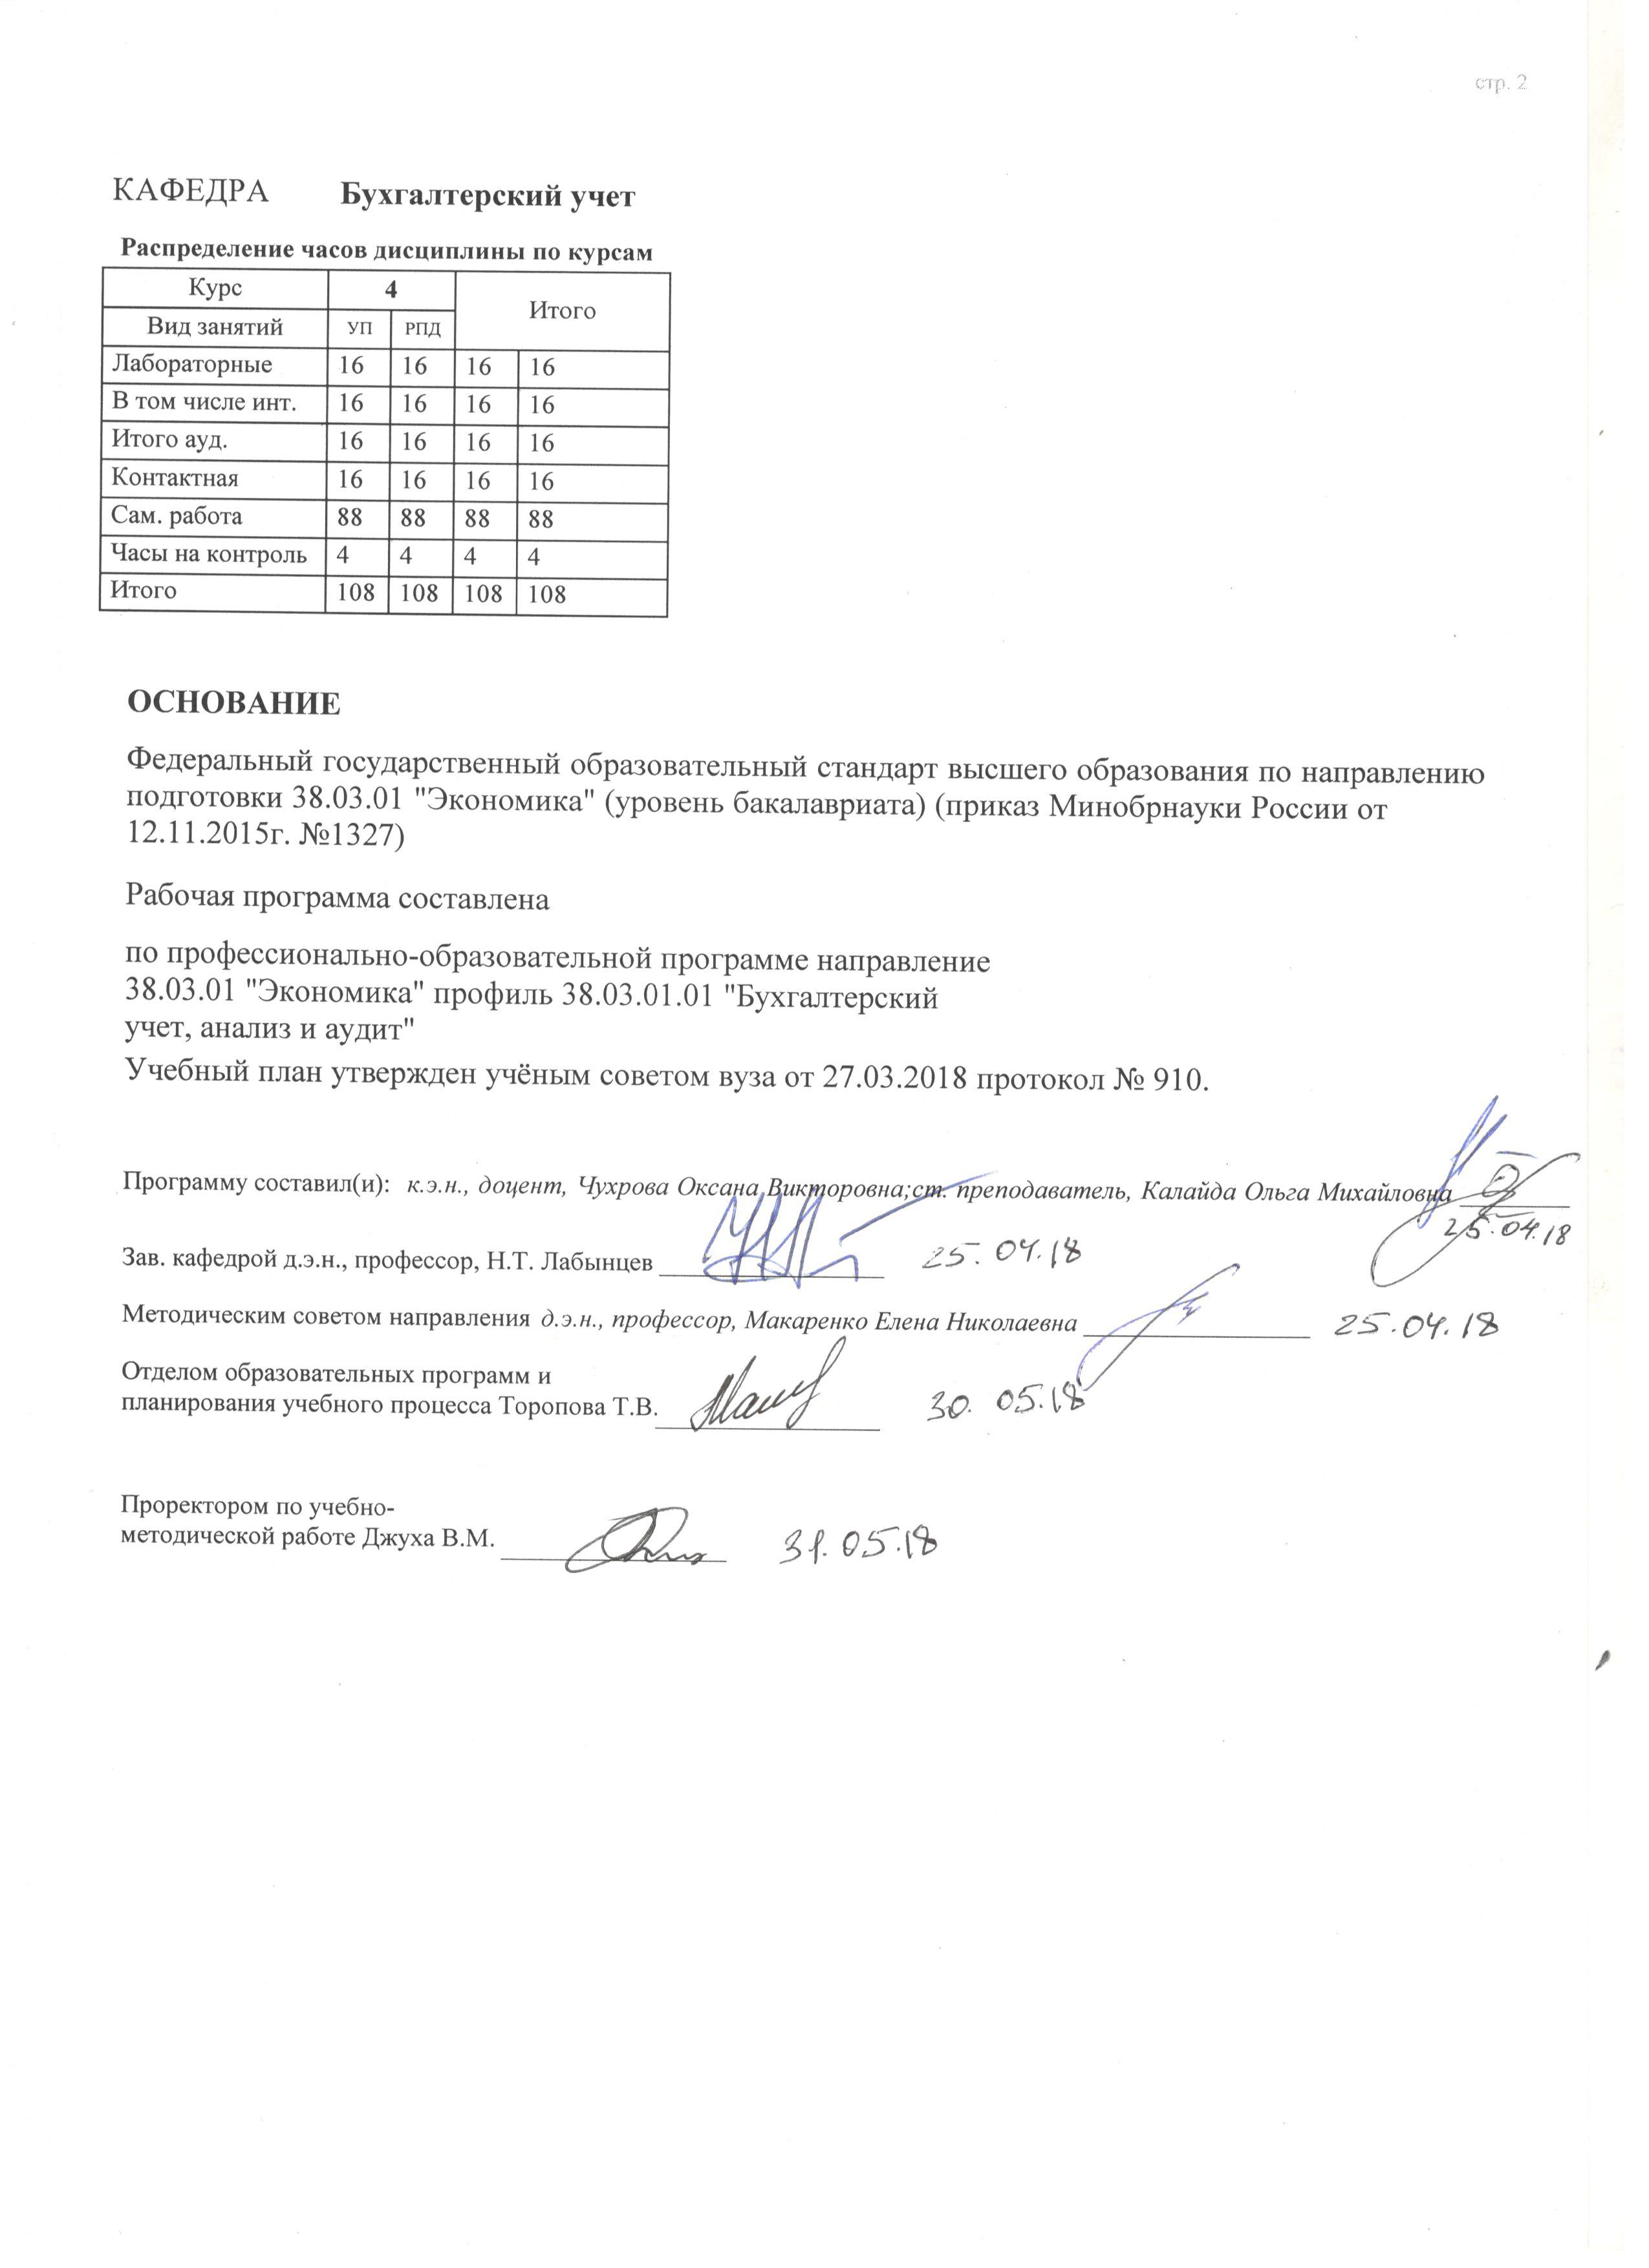 стр. 2
КАФЕДРА Бухгалтерский учет
Распределение часов дисциплины по курсам
Курс 4 Итого
Вид занятий УП РПД
Лабораторные 16 16 16 16
В том числе инт. 16 16 16 16
Итого ауд. 16 16 16 16
Контактная 16 16 16 16
Сам. работа 88 88 88 88
Часы на контроль 4 4 4 4
Итого 108 108 108 108
ОСНОВАНИЕ
Федеральный государственный образовательный стандарт высшего образования по направлению
подготовки 38.03.01 "Экономика" (уровень бакалавриата) (приказ Минобрнауки России от
12.11.2015г. №1327)
Рабочая программа составлена
по профессионально-образовательной программе направление
38.03.01 "Экономика" профиль 38.03.01.01 "Бухгалтерский
учет, анализ и аудит"
Учебный план утвержден учёным советом вуза от 27.03.2018 протокол № 910.
Программу составил(и): к.э.н., доцент, Чухрова Оксана Викторовна;ст. преподаватель, Калайда Ольга Михайловна
25.04.18
Зав. кафедрой д.э.н., профессор, Н.Т. Лабынцев 25.04.18
Методическим советом направления д.э.н., профессор, Макаренко Елена Николаевна 25.04.18
Отделом образовательных программ и
планирования учебного процесса Торопова Т.В. 30.05.18
Проректором по учебно-
методической работе Джуха В.М. 31.05.18